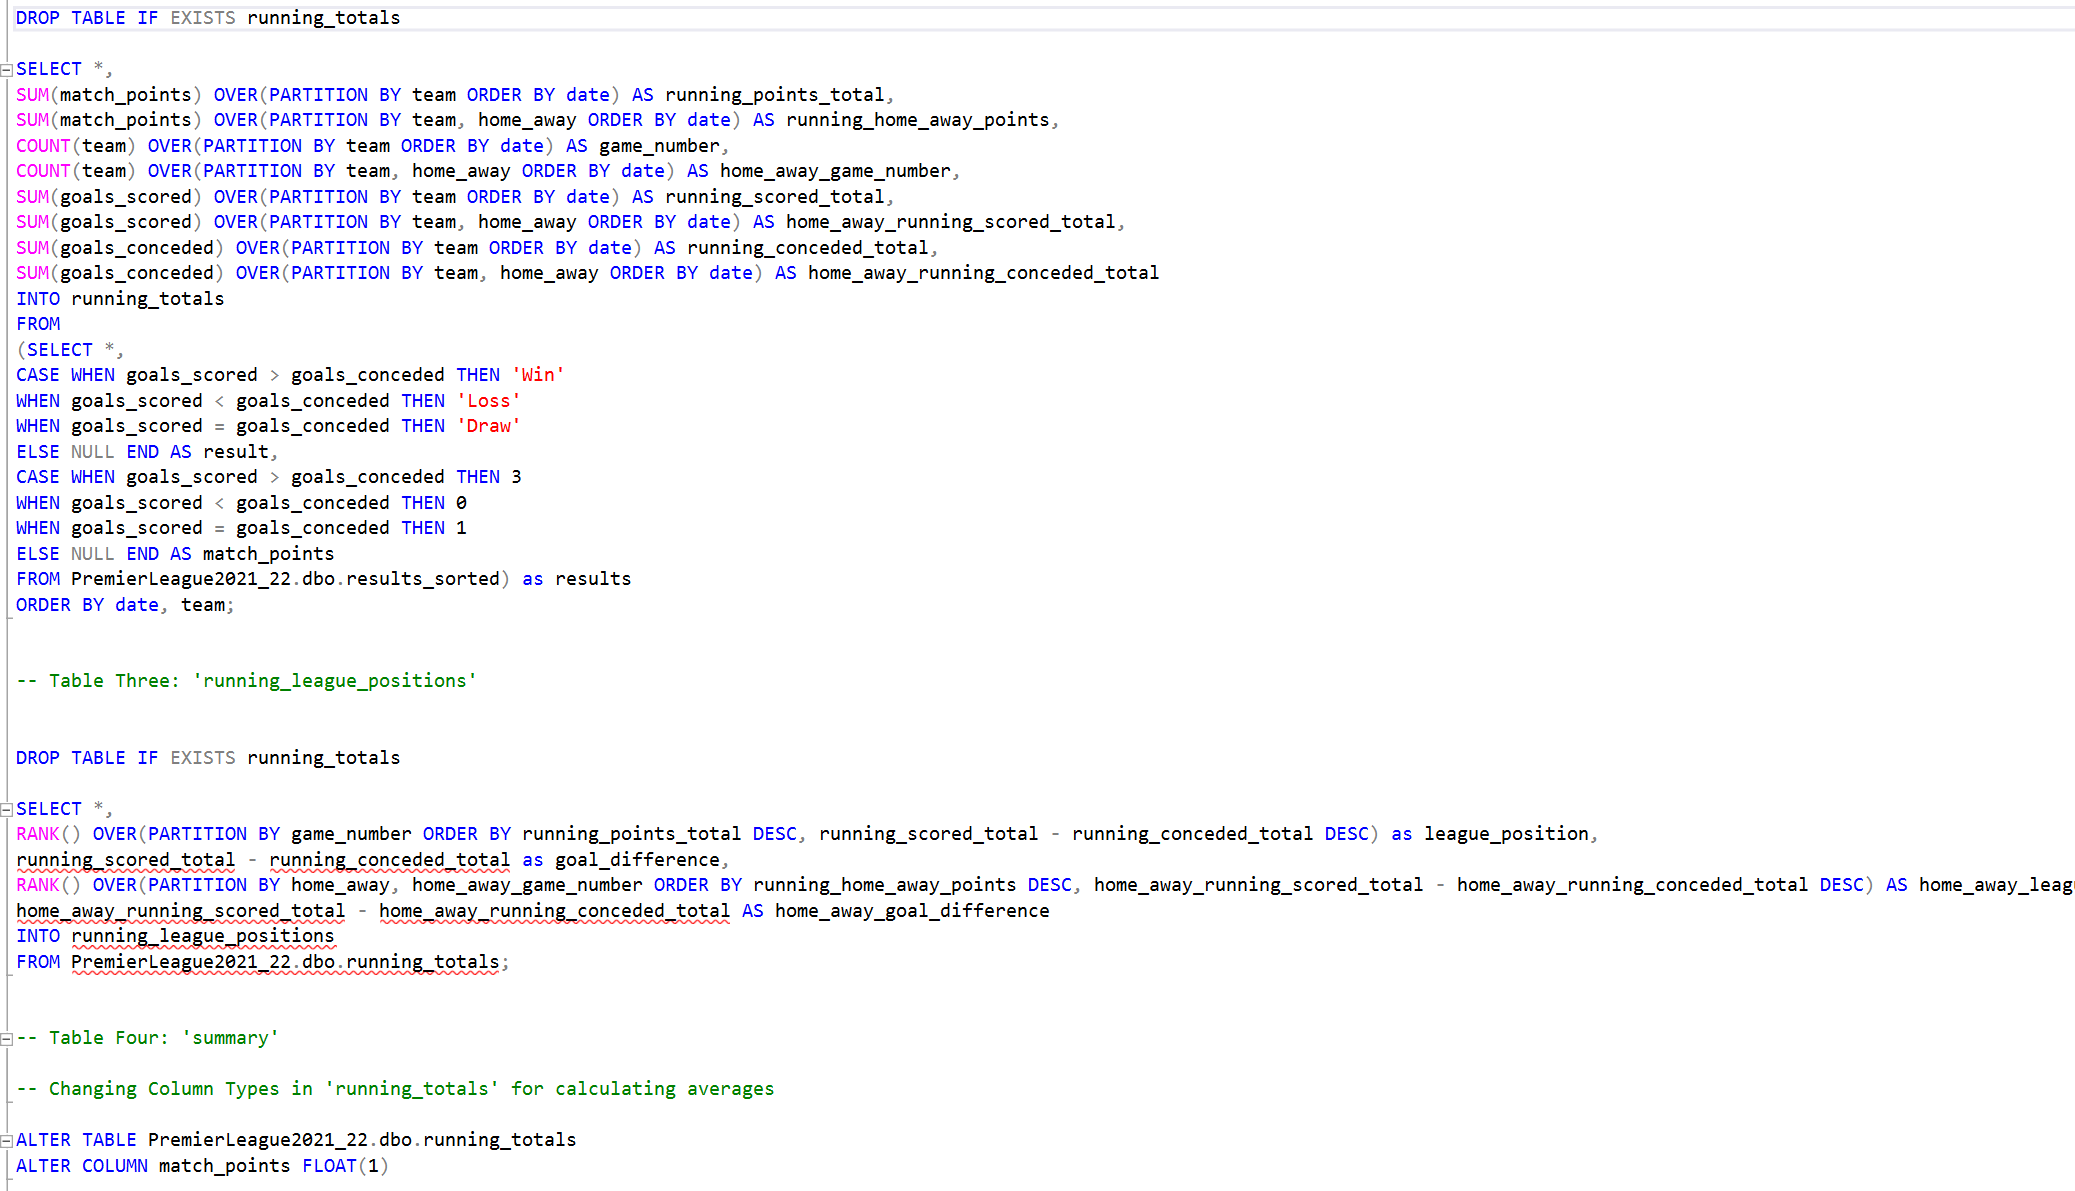 DROP TABLE IF EXISTS running_totals
SELECT *,
SUM(match_points) OVER(PARTITION BY team ORDER BY date) AS running_points_total,
SUM(match_points) OVER(PARTITION BY team, home_away ORDER BY date) AS running_home_away_points,
COUNT(team) OVER(PARTITION BY team ORDER BY date) AS game_number,
COUNT(team) OVER(PARTITION BY team, home_away ORDER BY date) AS home_away_game_number,
SUM(goals_scored) OVER(PARTITION BY team ORDER BY date) AS running_scored_total,
SUM(goals_scored) OVER(PARTITION BY team, home_away ORDER BY date) AS home_away_running_scored_total,
SUM(goals_conceded) OVER(PARTITION BY team ORDER BY date) AS running_conceded_total,
SUM(goals_conceded) OVER(PARTITION BY team, home_away ORDER BY date) AS home_away_running_conceded_total
INTO running_totals
FROM
(SELECT *,
CASE WHEN goals_scored > goals_conceded THEN 'Win'
WHEN goals_scored < goals_conceded THEN 'Loss'
WHEN goals_scored = goals_conceded THEN 'Draw'
ELSE NULL END AS result,
CASE WHEN goals_scored > goals_conceded THEN 3
WHEN goals_scored < goals_conceded THEN 0
WHEN goals_scored = goals_conceded THEN 1
ELSE NULL END AS match_points
FROM PremierLeague2021_22.dbo.results_sorted) as results
ORDER BY date, team;
-- Table Three: 'running_league_positions'
DROP TABLE IF EXISTS running_totals
SELECT *,
RANK() OVER(PARTITION BY game_number ORDER BY running_points_total DESC, running_scored_total - running_conceded_total DESC) as league_position,
running_scored_total - running_conceded_total as goal_difference,
RANK() OVER(PARTITION BY home_away, home_away_game_number ORDER BY running_home_away_points DESC, home_away_running_scored_total - home_away_running_conceded_total DESC) AS home_away_leag
home_away_running_scored_total - home_away_running_conceded_total AS home_away_goal_difference
INTO running_league_positions
FROM PremierLeague2021_22.dbo.running_totals;
-- Table Four: 'summary'
-- Changing Column Types in 'running_totals' for calculating averages
ALTER TABLE PremierLeague2021_22.dbo.running_totals
ALTER COLUMN match_points FLOAT(1)